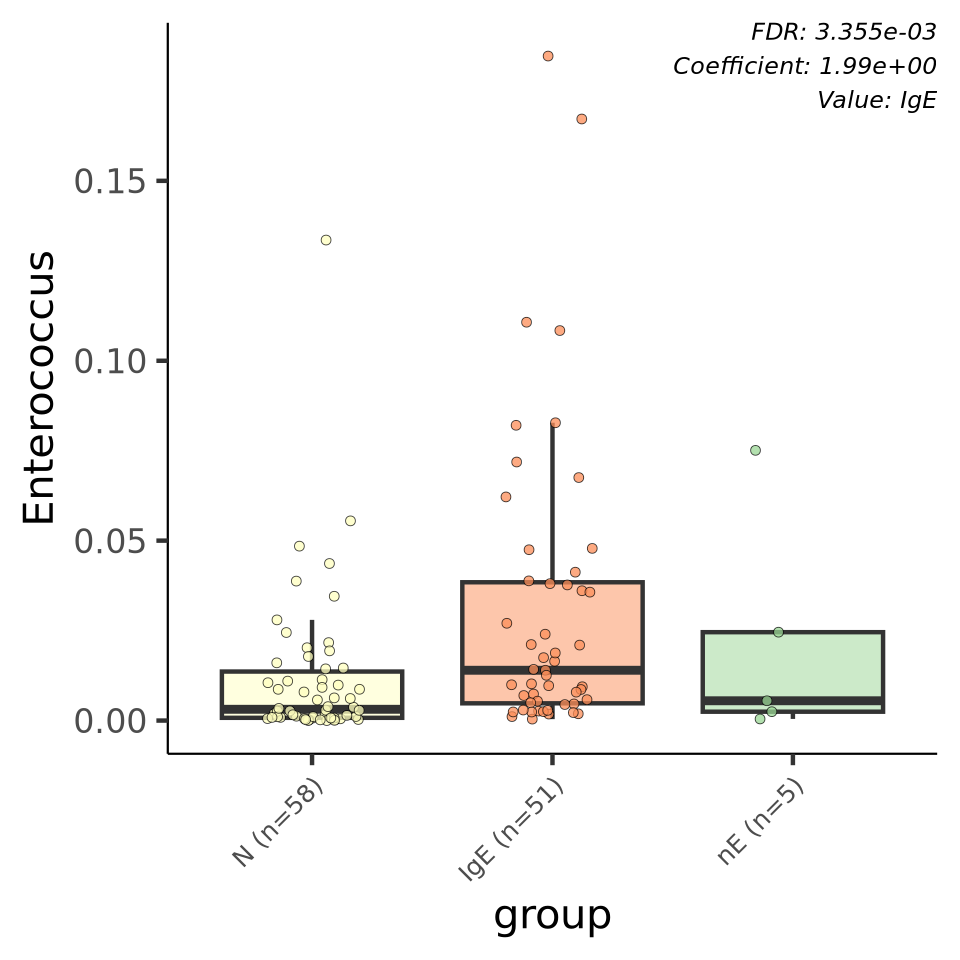 FDR: 3.355e-03
Coefficient: 1.99e+00
Value: IgE
Enterococcus
0.15
0.10
0.05
0.00
N (n=58)
IgE (n=51)
nE (n=5)
group